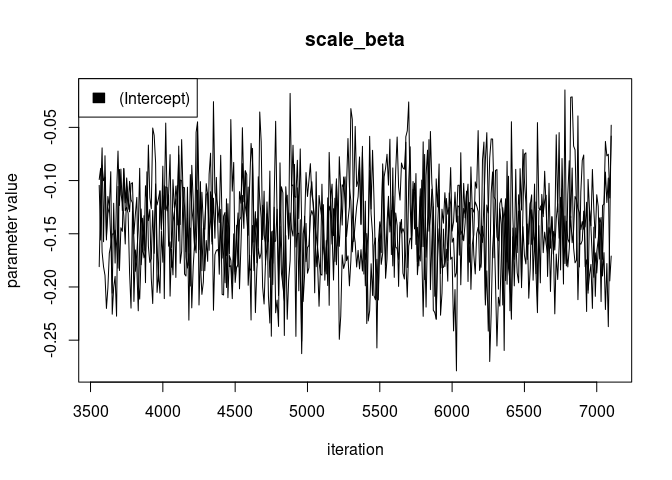 scale_beta
(Intercept)
parameter value
-0.05
-0.10
-0.15
-0.20
-0.25
3500 4000 4500 5000 5500 6000 6500 7000
iteration